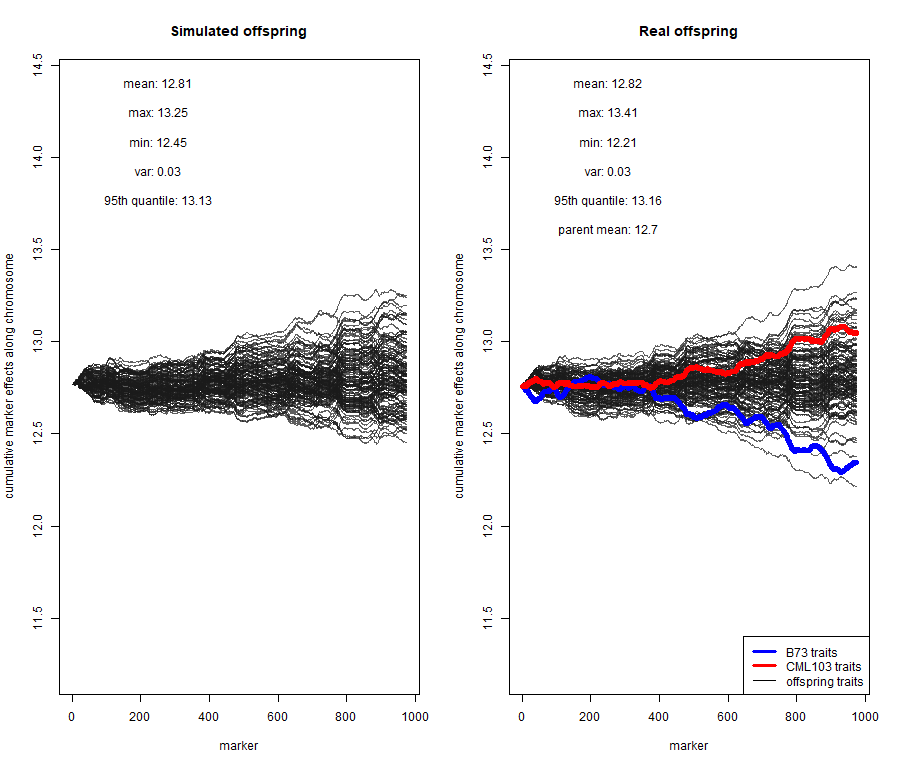 Simulated offspring
mean: 12.81
max: 13.25
min: 12.45
var: 0.03
95th quantile: 13.13
cumulative marker effects along chromosome
14.5
14.0
13.5
13.0
12.5
12.0
11.5
0 200 400 600 800 1000
marker
Real offspring
mean: 12.82
max: 13.41
min: 12.21
var: 0.03
95th quantile: 13.16
parent mean: 12.7
cumulative marker effects along chromosome
14.5
14.0
13.5
13.0
12.5
12.0
11.5
B73 traits
CML103 traits
offspring traits
0 200 400 600 800 1000
marker